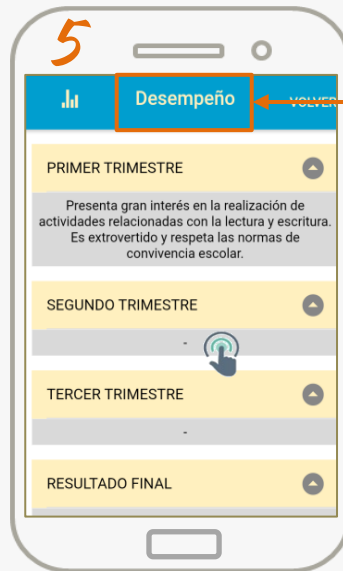 5
Desempeño
VOLVER
PRIMER TRIMESTRE
Presenta gran interés en la realización de
actividades relacionadas con la lectura y escritura.
Es extrovertido y respeta las normas de
convivencia escolar.
SEGUNDO TRIMESTRE
-
TERCER TRIMESTRE
-
RESULTADO FINAL